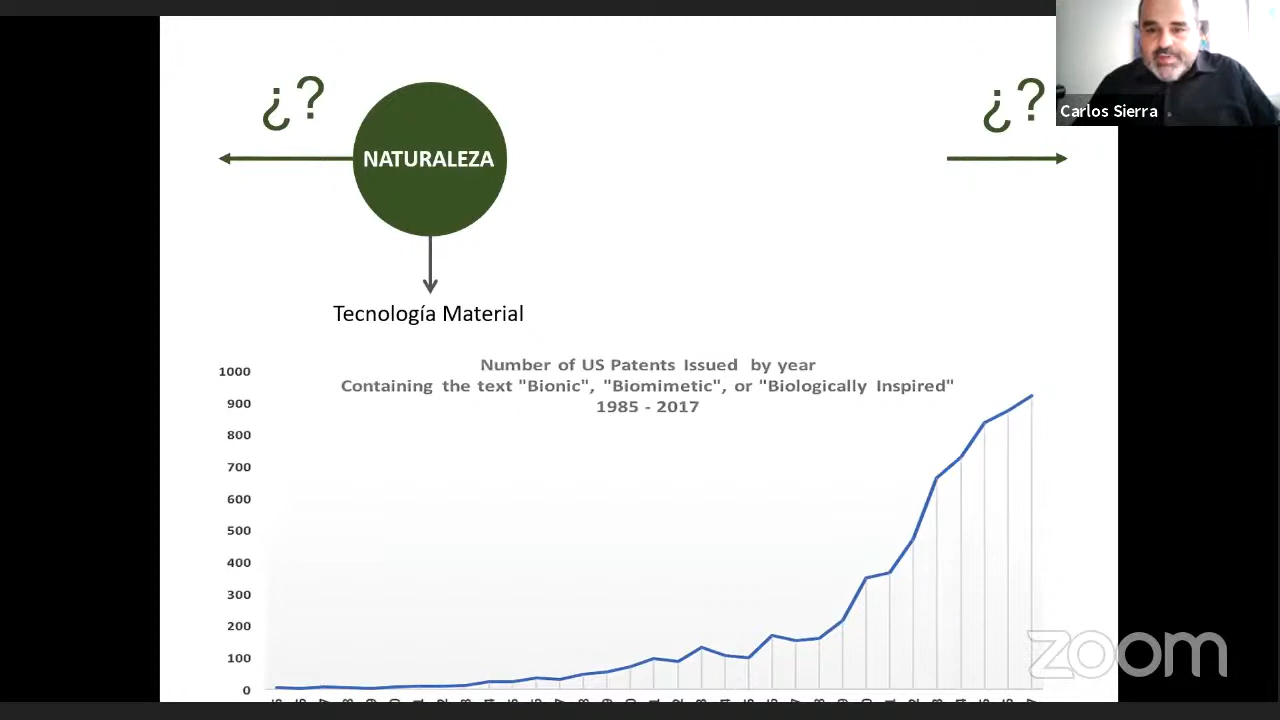 ¿?
¿?
NATURALEZA
Carlos Sierra
Tecnología Material
Number of US Patents Issued by year
Containing the text "Bionic", "Biomimetic", or "Biologically Inspired"
1985 - 2017
1000
900
800
700
600
500
400
300
200
100
0
zoom